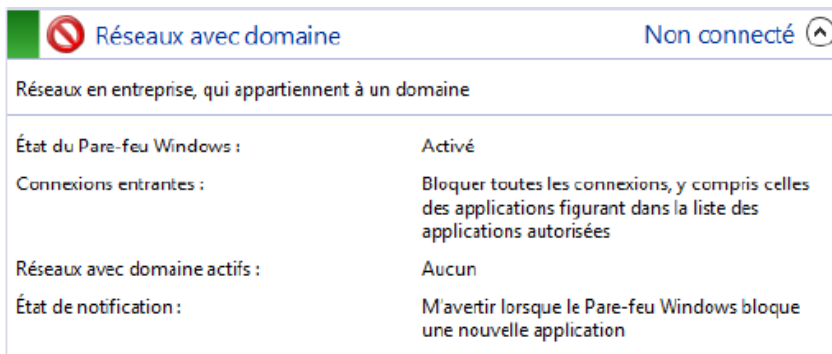 Réseaux avec domaine Non connecté
Réseaux en entreprise, qui appartiennent à un domaine
État du Pare-feu Windows : Activé
Connexions entrantes : Bloquer toutes les connexions, y compris celles
des applications figurant dans la liste des
applications autorisées
Réseaux avec domaine actifs : Aucun
État de notification : M'avertir lorsque le Pare-feu Windows bloque
une nouvelle application